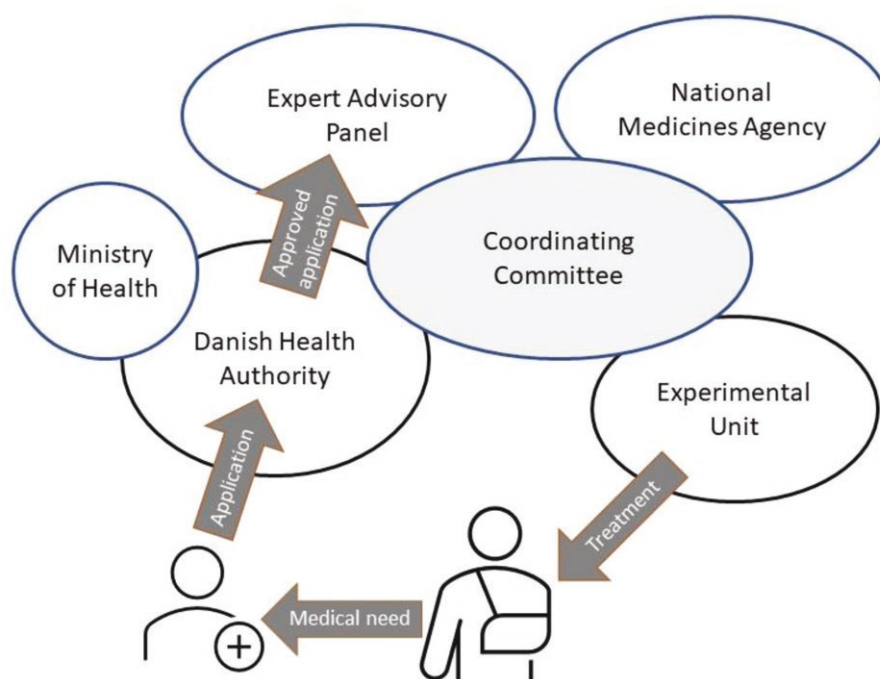 Expert Advisory
Panel
National
Medicines Agency
Approved
application
Ministry
of Health
Coordinating
Committee
Danish Health
Authority
Experimental
Unit
Application
Treatment
Medical need